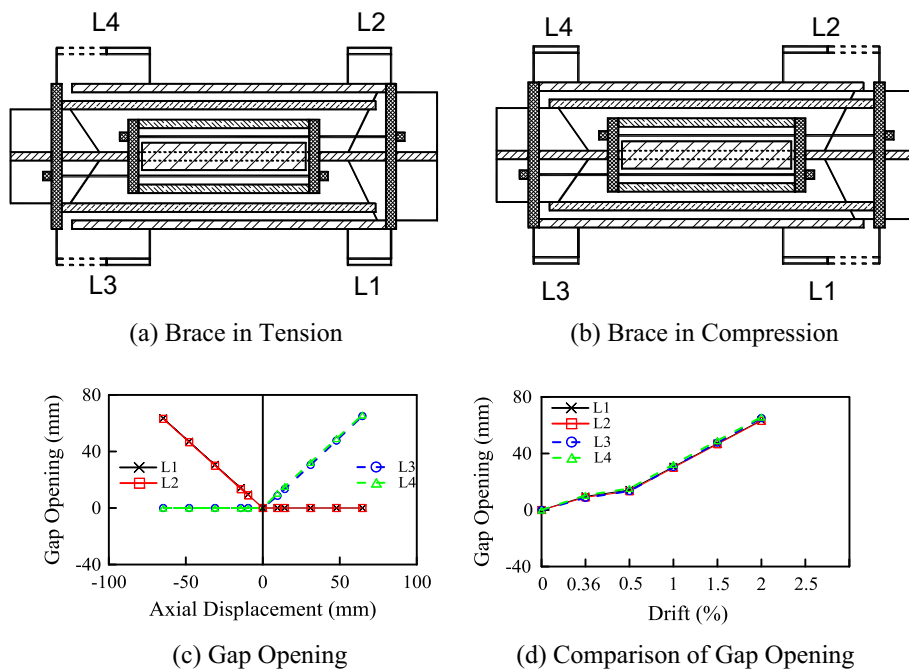 L4 L2
L4 L2
L3 L1
L3 L1
(a) Brace in Tension
(b) Brace in Compression
Gap Opening (mm)
80
40
0
-40
-100 -50 0 50 100
Axial Displacement (mm)
L1
L2
L3
L4
(c) Gap Opening
Gap Opening (mm)
80
40
0
-40
0 0.36 0.5 1 1.5 2 2.5
Drift (%)
L1
L2
L3
L4
(d) Comparison of Gap Opening